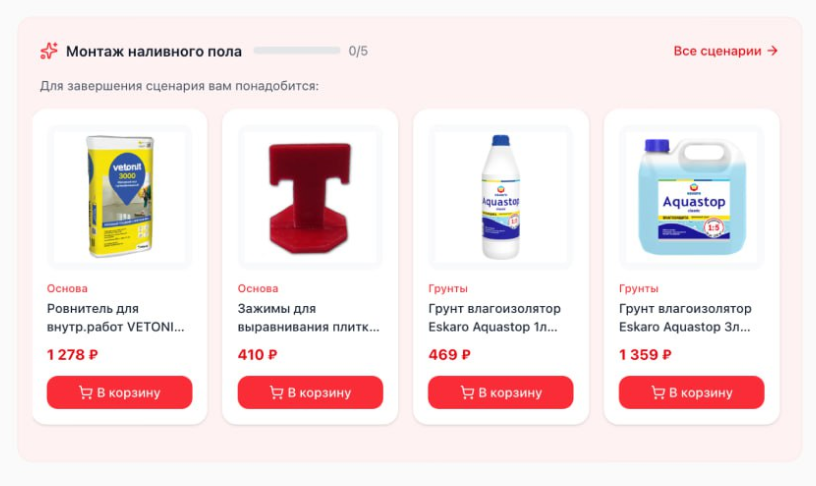 Монтаж наливного пола
0/5
Все сценарии →
Для завершения сценария вам понадобится:
vetonit
3000
Aquastop
Aquastop
1:5
Основа
Ровнитель для
внутр.работ VETONI...
1 278 ₽
В корзину
Основа
Зажимы для
выравнивания плитк...
410 ₽
В корзину
Грунты
Грунт влагоизолятор
Eskaro Aquastop 1л...
469 ₽
В корзину
Грунты
Грунт влагоизолятор
Eskaro Aquastop 3л...
1 359 ₽
В корзину